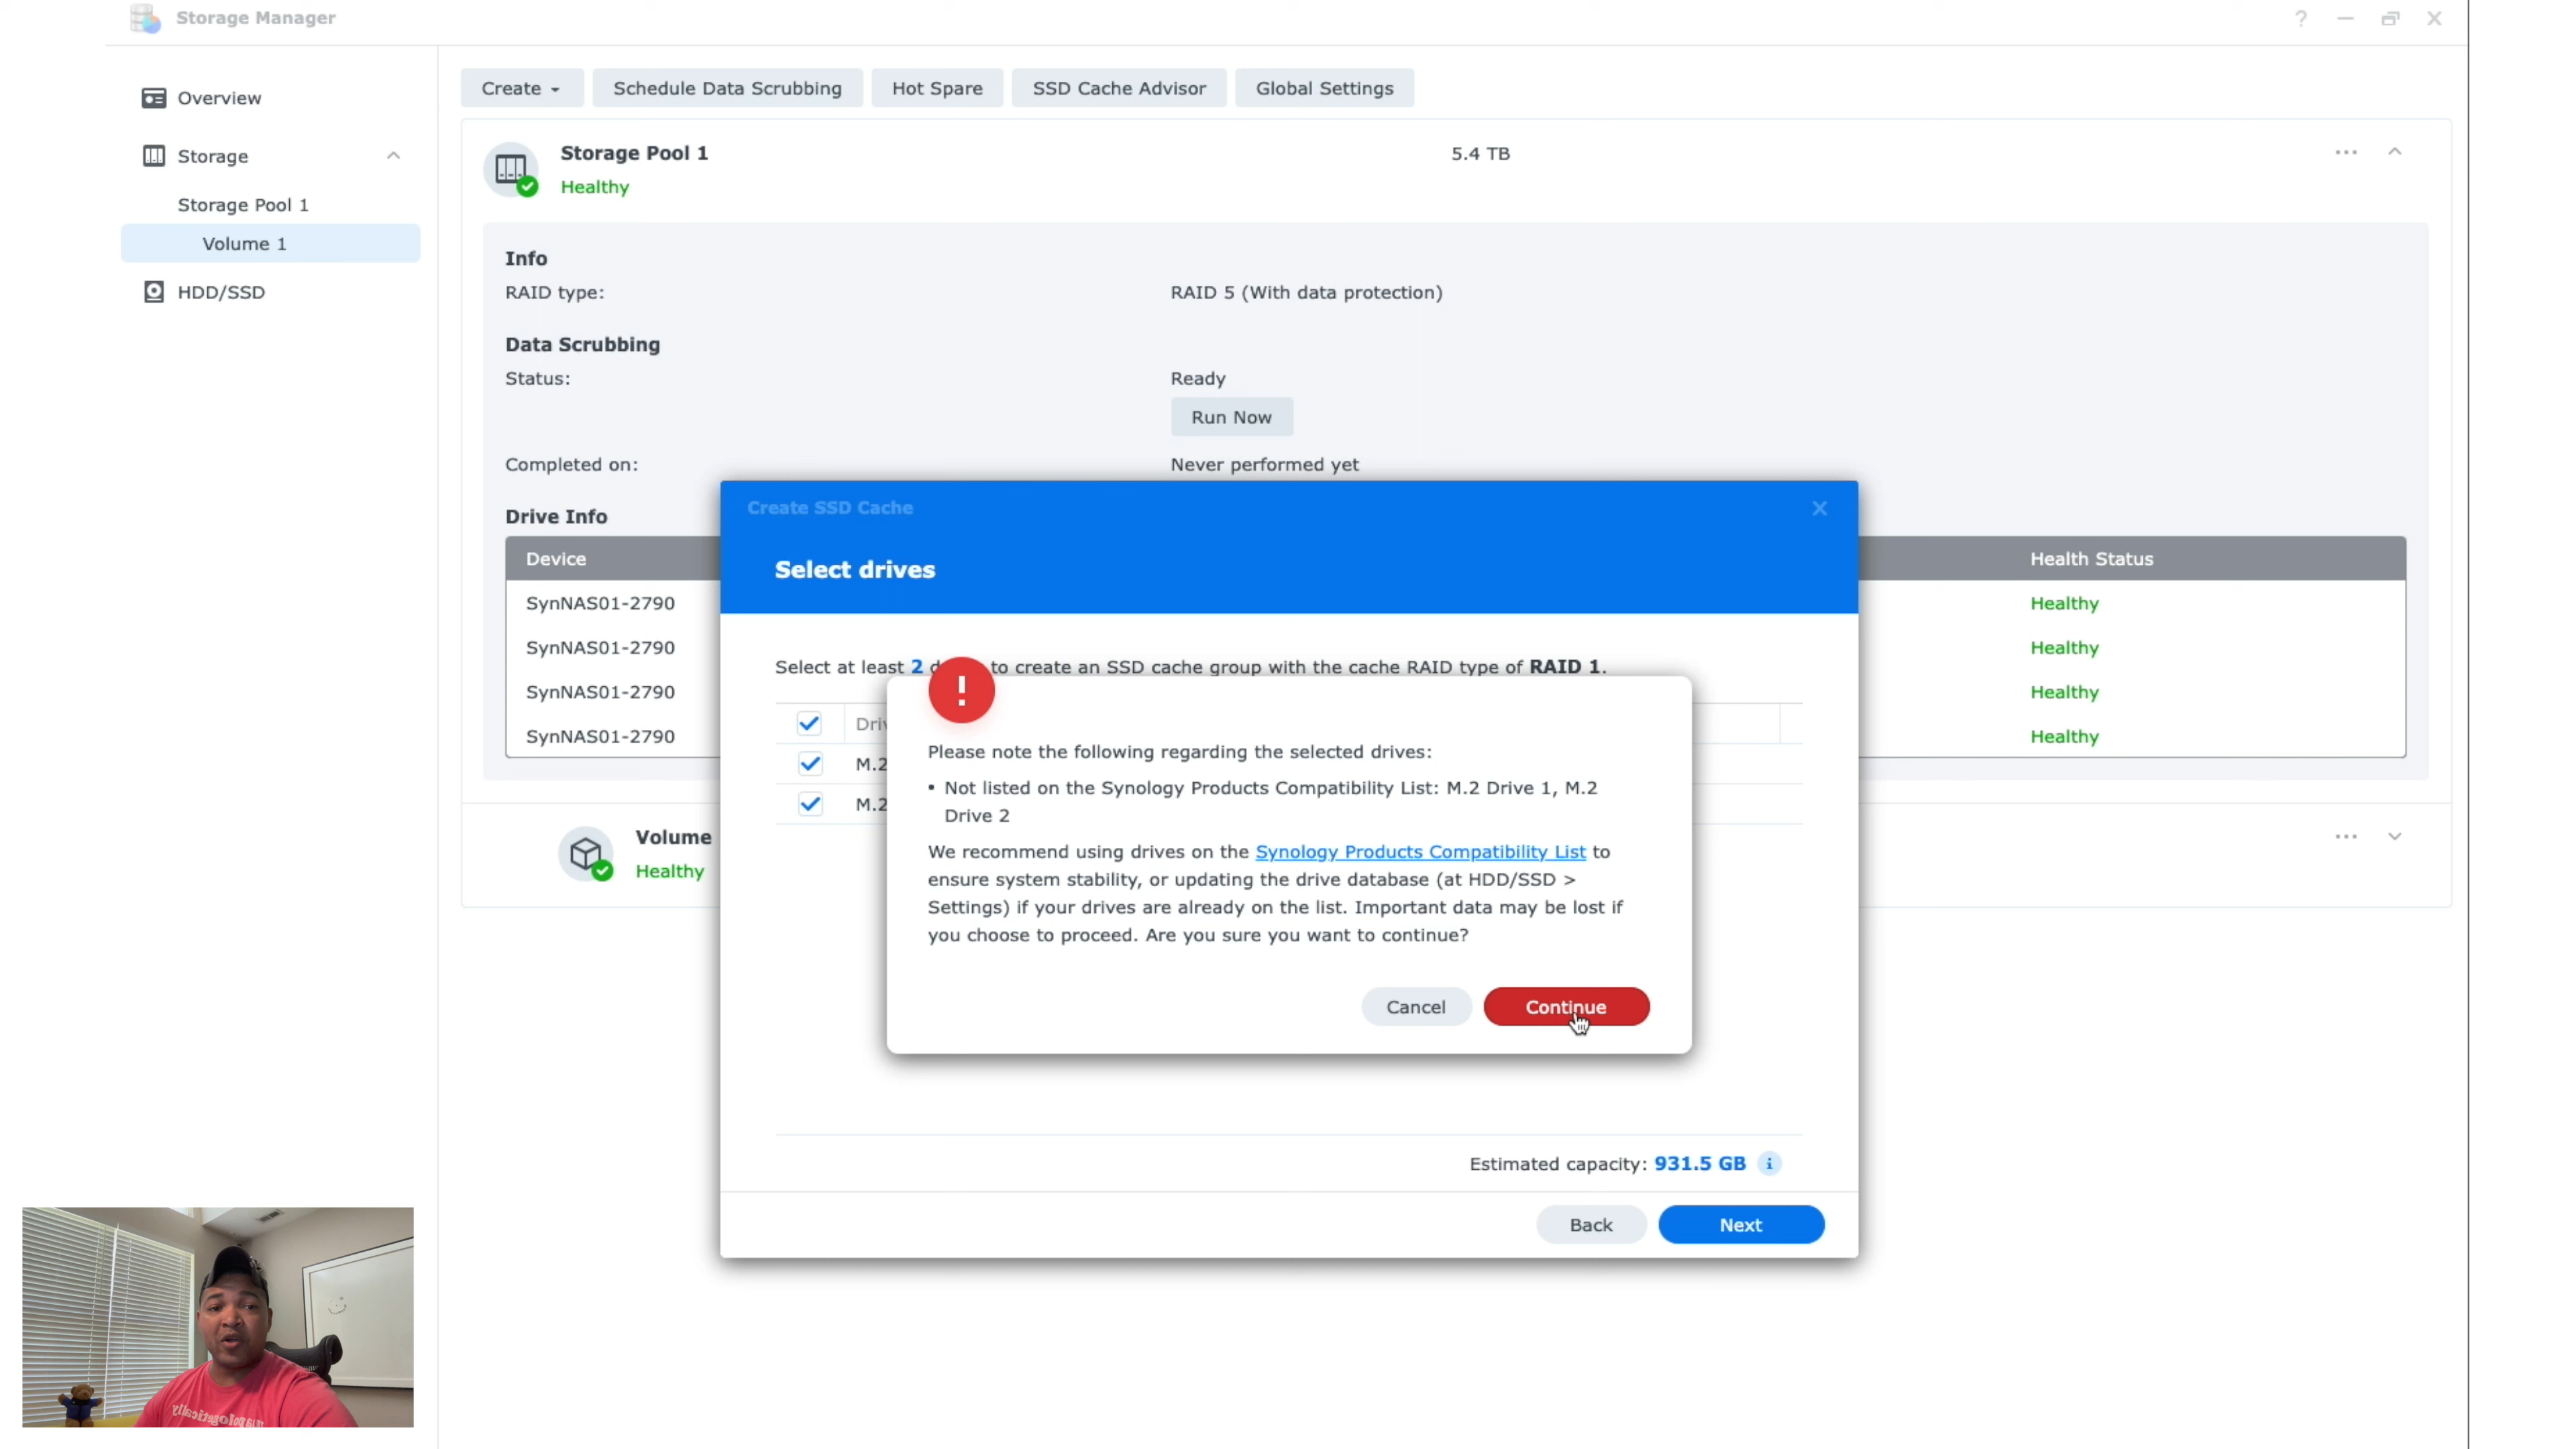 Storage Manager
Overview
Storage
Storage Pool 1
Volume 1
HDD/SSD
Create
Schedule Data Scrubbing
Hot Spare
SSD Cache Advisor
Global Settings
Storage Pool 1
5.4 TB
Healthy
Info
RAID type:
RAID 5 (With data protection)
Data Scrubbing
Status:
Ready
Run Now
Completed on:
Never performed yet
Drive Info
Device
Health Status
SynNAS01-2790
Healthy
SynNAS01-2790
Healthy
SynNAS01-2790
Healthy
SynNAS01-2790
Healthy
Volume
Healthy
Create SSD Cache
Select drives
Select at least 2 to create an SSD cache group with the cache RAID type of RAID 1.
M.2
M.2
Please note the following regarding the selected drives:
• Not listed on the Synology Products Compatibility List: M.2 Drive 1, M.2
Drive 2
We recommend using drives on the Synology Products Compatibility List to
ensure system stability, or updating the drive database (at HDD/SSD >
Settings) if your drives are already on the list. Important data may be lost if
you choose to proceed. Are you sure you want to continue?
Cancel
Continue
Estimated capacity: 931.5 GB
Back
Next